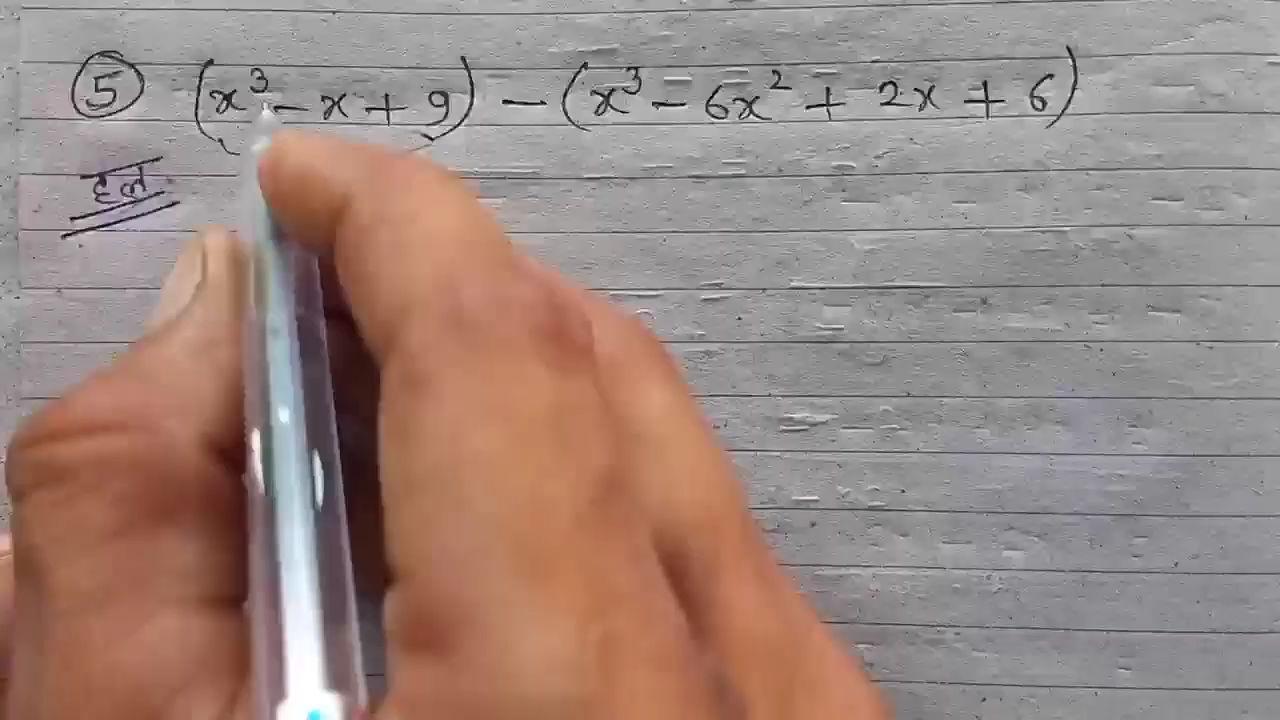 ⑤ (x³ - x + 9) - (x³ - 6x² + 2x + 6)
हल